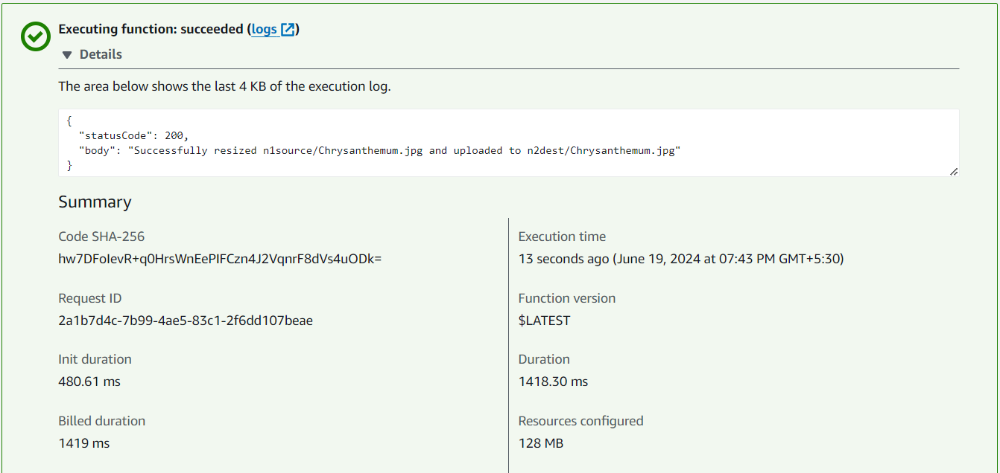 Executing function: succeeded (logs)
Details
The area below shows the last 4 KB of the execution log.
{
"statusCode": 200,
"body": "Successfully resized n1source/Chrysanthemum.jpg and uploaded to n2dest/Chrysanthemum.jpg"
}
Summary
Code SHA-256
hw7DFoIevR+q0HrsWnEePIFCzn4J2VqnrF8dVs4uODk=
Execution time
13 seconds ago (June 19, 2024 at 07:43 PM GMT+5:30)
Request ID
2a1b7d4c-7b99-4ae5-83c1-2f6dd107beae
Function version
$LATEST
Init duration
480.61 ms
Duration
1418.30 ms
Billed duration
1419 ms
Resources configured
128 MB